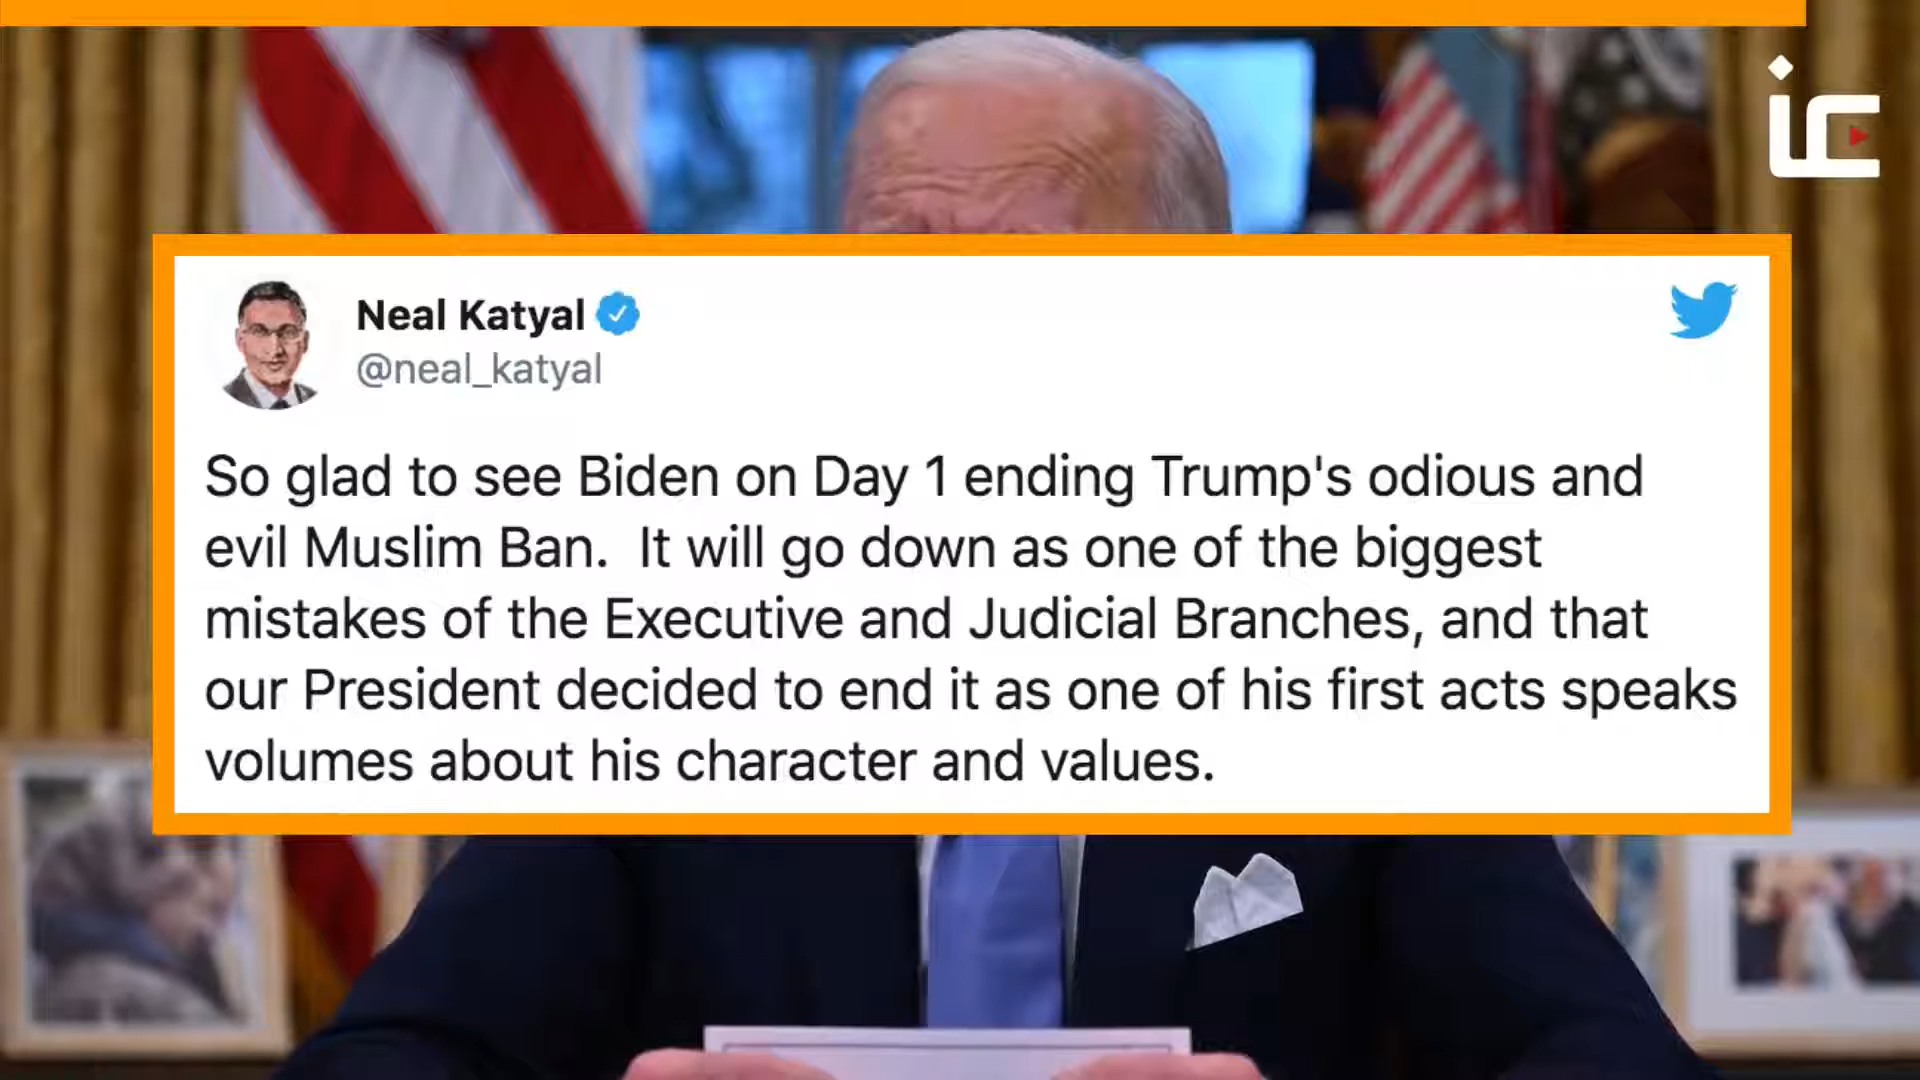 ic
Neal Katyal
@neal_katyal
So glad to see Biden on Day 1 ending Trump's odious and
evil Muslim Ban.  It will go down as one of the biggest
mistakes of the Executive and Judicial Branches, and that
our President decided to end it as one of his first acts speaks
volumes about his character and values.